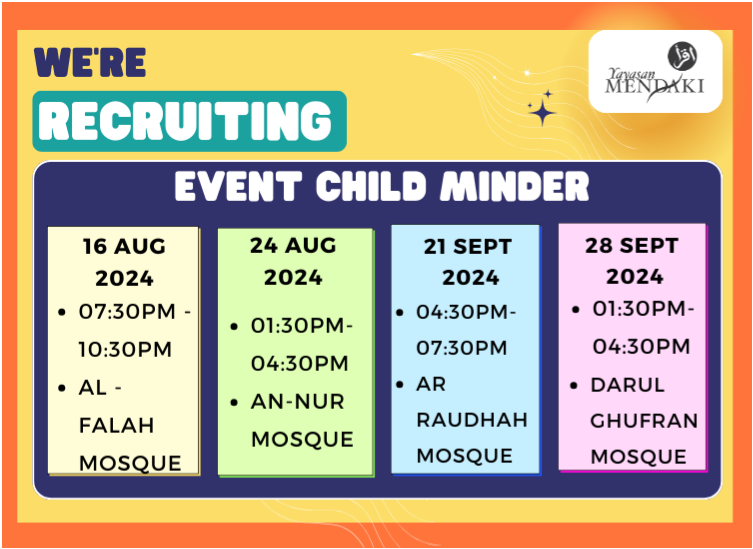 WE'RE
RECRUITING
Yayasan
MENDAKI
EVENT CHILD MINDER
16 AUG
2024
• 07:30PM -
10:30PM
• AL -
FALAH
MOSQUE
24 AUG
2024
• 01:30PM-
04:30PM
• AN-NUR
MOSQUE
21 SEPT
2024
• 04:30PM-
07:30PM
• AR
RAUDHAH
MOSQUE
28 SEPT
2024
• 01:30PM-
04:30PM
• DARUL
GHUFRAN
MOSQUE